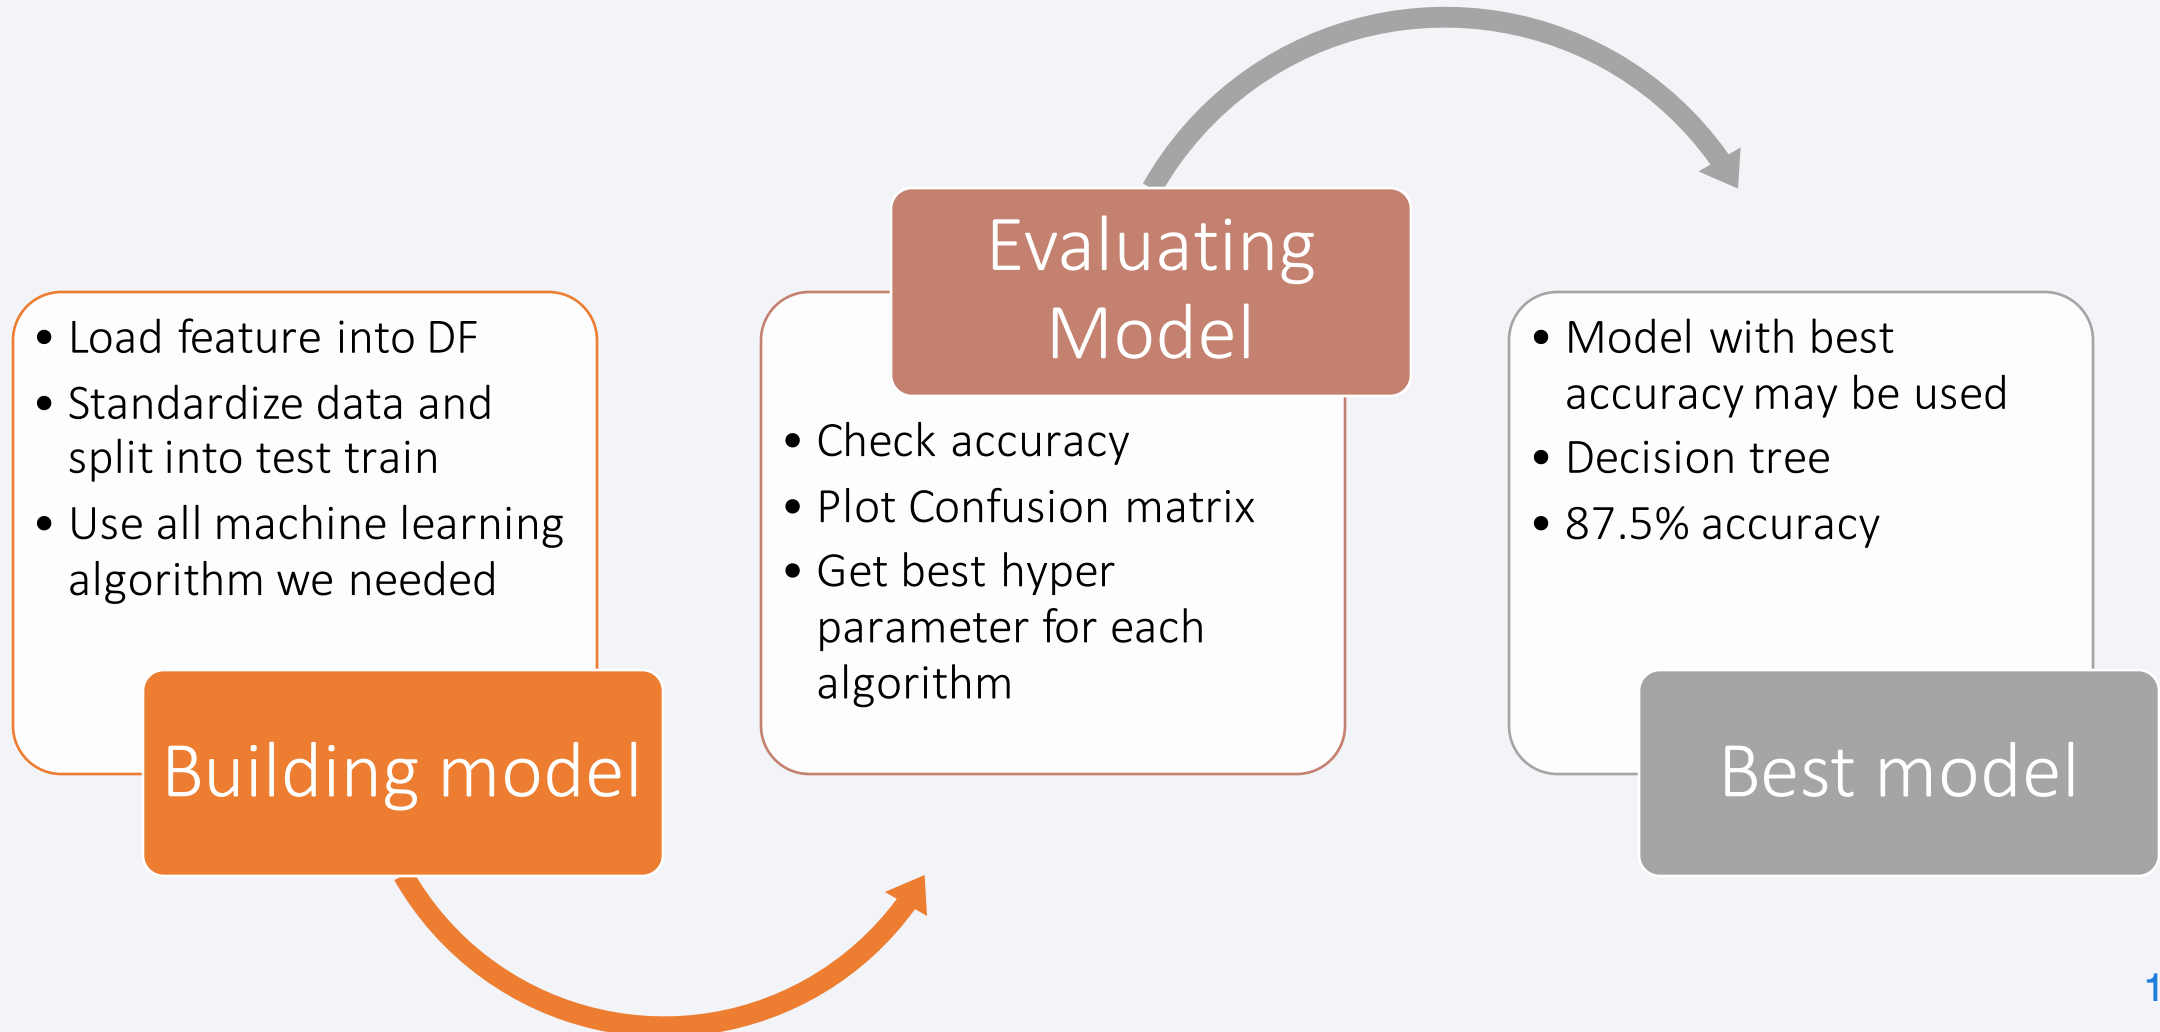 • Load feature into DF
• Standardize data and
split into test train
• Use all machine learning
algorithm we needed
Building model
Evaluating
Model
• Check accuracy
• Plot Confusion matrix
• Get best hyper
parameter for each
algorithm
• Model with best
accuracy may be used
• Decision tree
• 87.5% accuracy
Best model
1